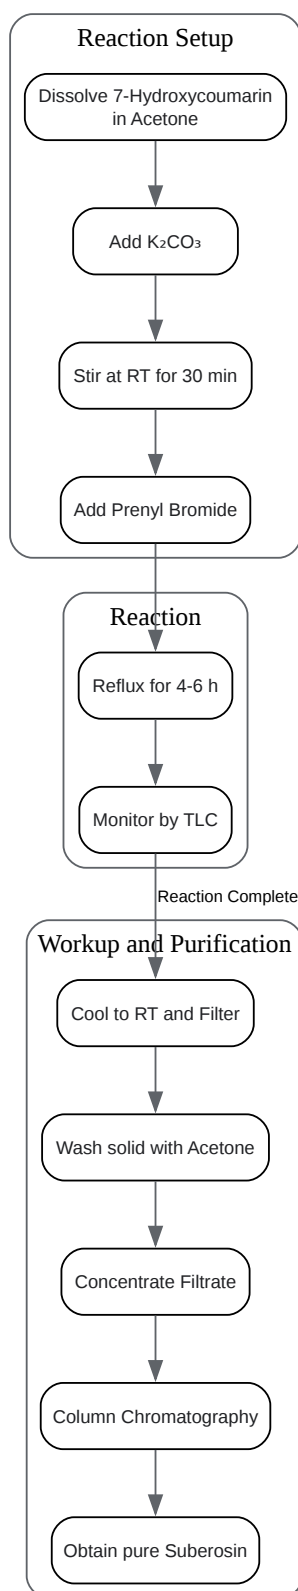 Reaction Setup
Dissolve 7-Hydroxycoumarin
in Acetone
Add K₂CO₃
Stir at RT for 30 min
Add Prenyl Bromide
Reaction
Reflux for 4-6 h
Monitor by TLC
Reaction Complete
Workup and Purification
Cool to RT and Filter
Wash solid with Acetone
Concentrate Filtrate
Column Chromatography
Obtain pure Suberosin